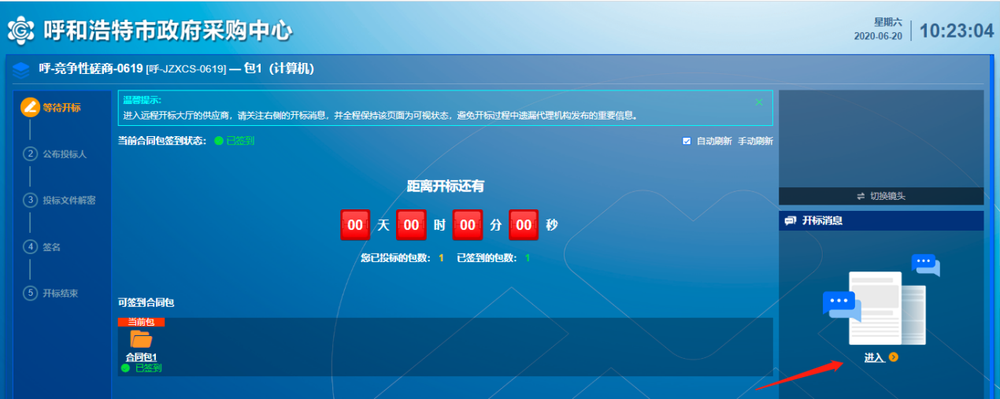 呼和浩特市政府采购中心
星期六
2020-06-20
10:23:04
呼-竞争性磋商-0619 [呼-JZXCS-0619] — 包1（计算机）
等待开标
2 公布投标人
3 投标文件解密
4 签名
5 开标结束
温馨提示:
进入远程开标大厅的供应商，请关注右侧的开标消息，并全程保持该页面为可视状态，避免开标过程中遗漏代理机构发布的重要信息。
当前合同包签到状态： 已签到
自动刷新 手动刷新
距离开标还有
00 天 00 时 00 分 00 秒
您已投标的包数： 1 已签到的包数： 1
可签到合同包
当前包
合同包1
已签到
切换镜头
开标消息
进入